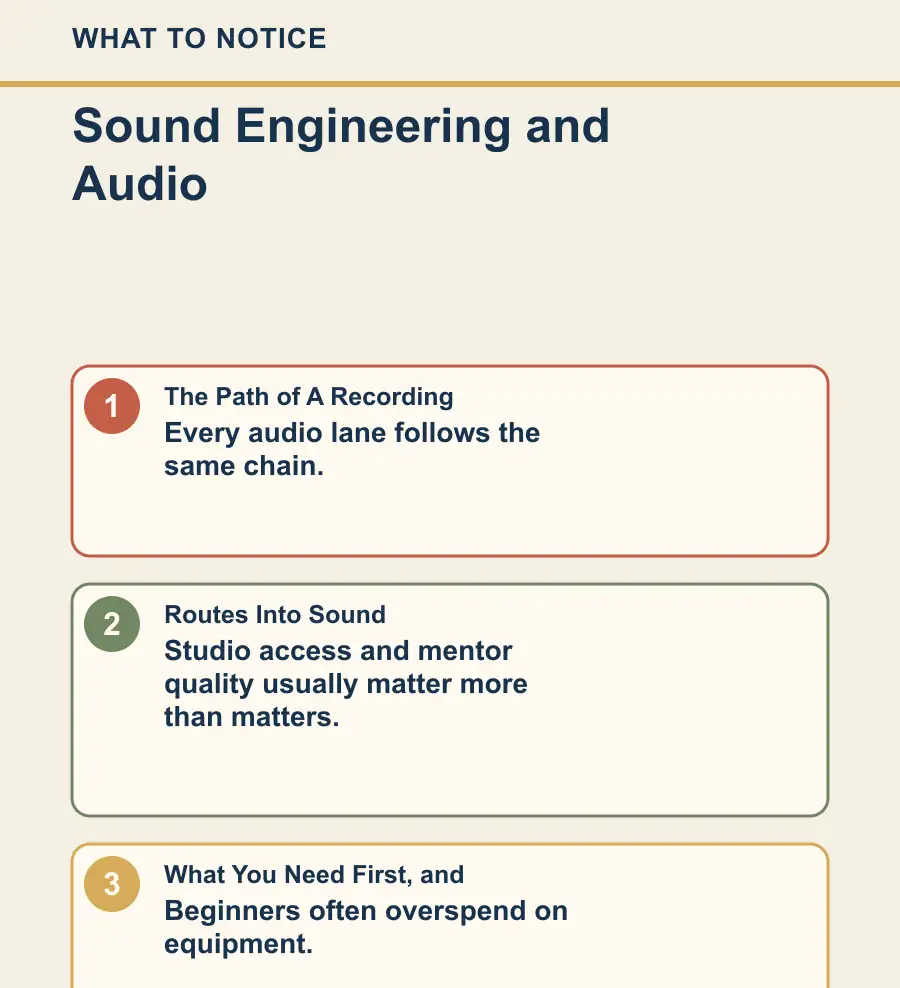 WHAT TO NOTICE
Sound Engineering and
Audio
1
The Path of A Recording
Every audio lane follows the
same chain.
2
Routes Into Sound
Studio access and mentor
quality usually matter more
than matters.
3
What You Need First, and
Beginners often overspend on
equipment.